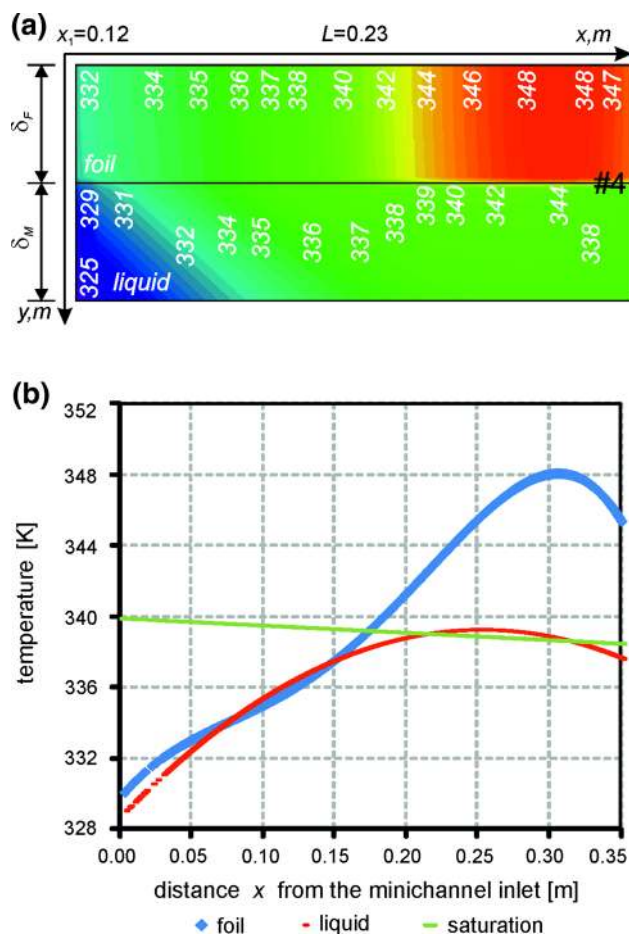 (a)
x₁=0.12 L=0.23 x,m
332 334 335 336 337 338 340 342 344 346 348 348 347
δF
foil
#4
329 331 332 334 335 336 337 338 339 340 342 344 338
δM
325 liquid
y,m
(b)
352
348
344
340
336
332
328
temperature [K]
0.00 0.05 0.10 0.15 0.20 0.25 0.30 0.35
distance x from the minichannel inlet [m]
foil liquid saturation